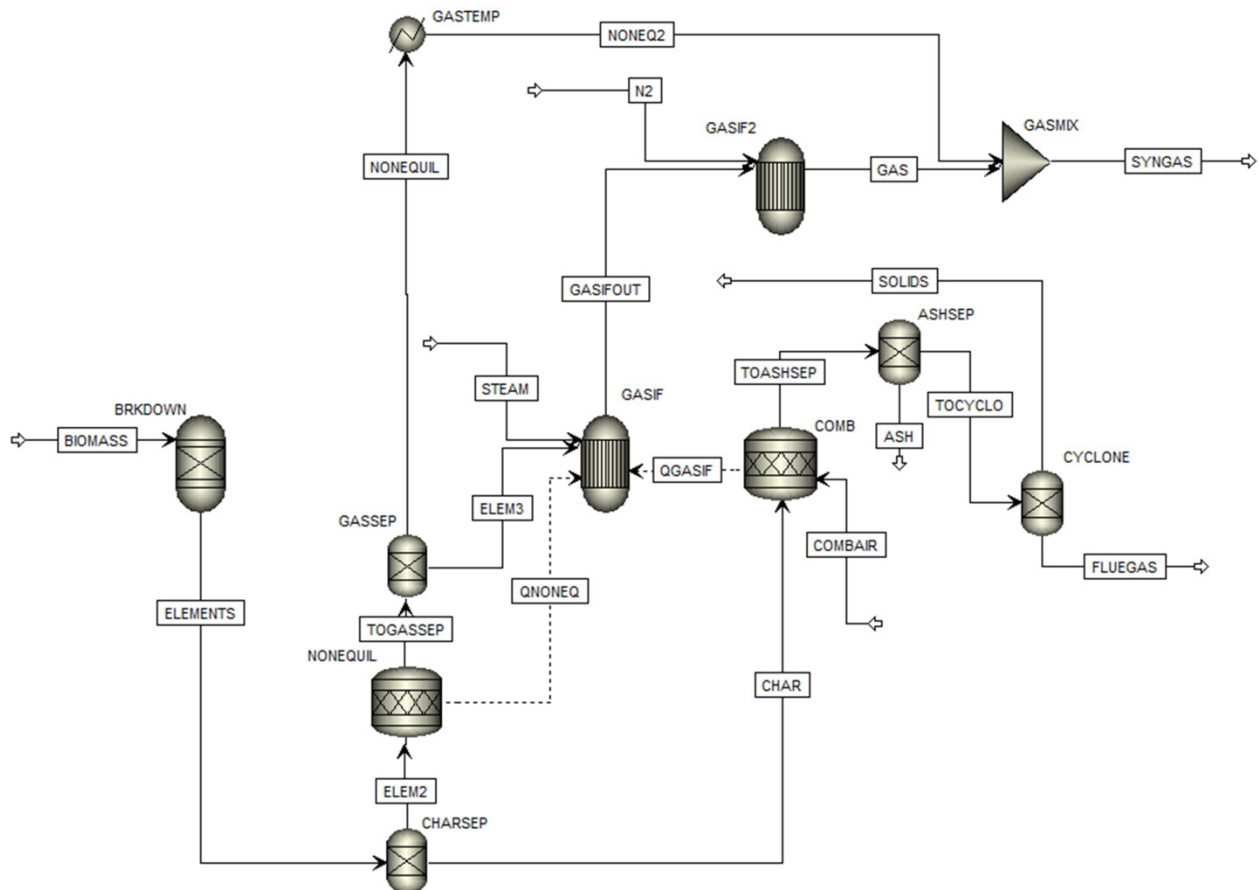 GASTEMP
NONEQ2
N2
GASIF2
GASMIX
NONEQUIL
GAS
SYNGAS
SOLIDS
GASIFOUT
ASHSEP
STEAM
GASIF
TOASHSEP
BRKDOWN
BIOMASS
TOCYCLO
COMB
ASH
CYCLONE
QGASIF
ELEM3
GASSEP
COMBAIR
FLUEGAS
QNONEQ
ELEMENTS
TOGASSEP
NONEQUIL
CHAR
ELEM2
CHARSEP